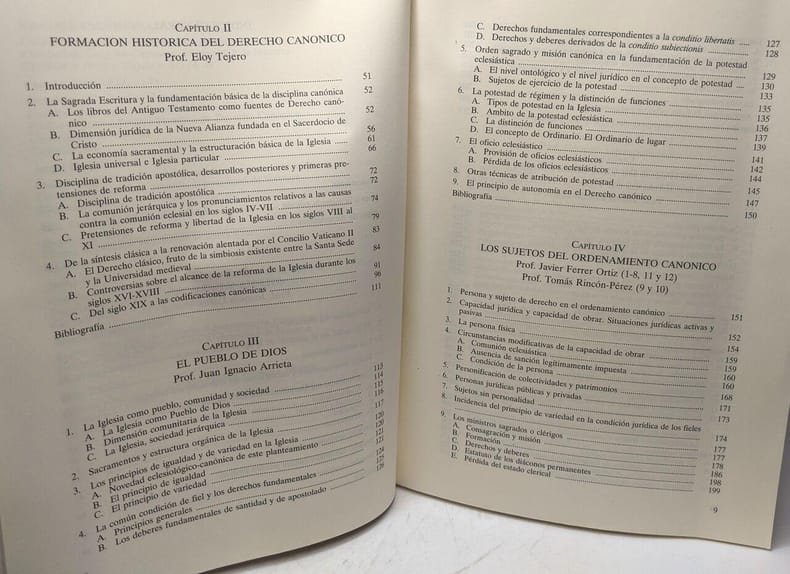 CAPÍTULO II
FORMACION HISTORICA DEL DERECHO CANONICO
Prof. Eloy Tejero
1. Introducción 51
2. La Sagrada Escritura y la fundamentación básica de la disciplina canónica 52
A. Los libros del Antiguo Testamento como fuentes de Derecho canó-
nico 52
B. Dimensión jurídica de la Nueva Alianza fundada en el Sacerdocio de
Cristo 56
C. La economía sacramental y la estructuración básica de la Iglesia 61
D. Iglesia universal e Iglesia particular 66
3. Disciplina de tradición apostólica, desarrollos posteriores y primeras pre-
tensiones de reforma 72
A. Disciplina de tradición apostólica 72
B. La comunión jerárquica y los pronunciamientos relativos a las causas
contra la comunión eclesial en los siglos IV-VII 74
C. Pretensiones de reforma y libertad de la Iglesia en los siglos VIII al
XI 79
4. De la síntesis clásica a la renovación alentada por el Concilio Vaticano II 83
A. El Derecho clásico, fruto de la simbiosis existente entre la Santa Sede
y la Universidad medieval 84
B. Controversias sobre el alcance de la reforma de la Iglesia durante los
siglos XVI-XVIII 91
C. Del siglo XIX a las codificaciones canónicas 96
Bibliografía 111
CAPÍTULO III
EL PUEBLO DE DIOS
Prof. Juan Ignacio Arrieta
1. La Iglesia como pueblo, comunidad y sociedad 113
A. La Iglesia como Pueblo de Dios 114
B. Dimensión comunitaria de la Iglesia 115
C. La Iglesia, sociedad jerárquica 116
2. Sacramentos y estructura orgánica de la Iglesia 117
3. Los principios de igualdad y de variedad en la Iglesia 120
A. Novedad eclesiológico-canónica de este planteamiento 120
B. El principio de igualdad 121
C. El principio de variedad 121
4. La común condición de fiel y los derechos fundamentales 124
A. Principios generales 125
B. Los deberes fundamentales de santidad y de apostolado 126
C. Derechos fundamentales correspondientes a la conditio libertatis 127
D. Derechos y deberes derivados de la conditio subiectionis 128
5. Orden sagrado y misión canónica en la fundamentación de la potestad
eclesiástica 129
A. El nivel ontológico y el nivel jurídico en el concepto de potestad 130
B. Sujetos de ejercicio de la potestad 133
6. La potestad de régimen y la distinción de funciones 135
A. Tipos de potestad en la Iglesia 135
B. Ambito de la potestad eclesiástica 136
C. La distinción de funciones 137
D. El concepto de Ordinario. El Ordinario de lugar 139
7. El oficio eclesiástico 141
A. Provisión de oficios eclesiásticos 142
B. Pérdida de los oficios eclesiásticos 144
8. Otras técnicas de atribución de potestad 145
9. El principio de autonomía en el Derecho canónico 147
Bibliografía 150
CAPÍTULO IV
LOS SUJETOS DEL ORDENAMIENTO CANONICO
Prof. Javier Ferrer Ortiz (1-8, 11 y 12)
Prof. Tomás Rincón-Pérez (9 y 10)
1. Persona y sujeto de derecho en el ordenamiento canónico 151
2. Capacidad jurídica y capacidad de obrar. Situaciones jurídicas activas y
pasivas 152
3. La persona física 154
4. Circunstancias modificativas de la capacidad de obrar 159
A. Comunión eclesiástica 159
B. Ausencia de sanción legítimamente impuesta 160
C. Condición de la persona 160
5. Personificación de colectividades y patrimonios 168
6. Personas jurídicas públicas y privadas 171
7. Sujetos sin personalidad 173
8. Incidencia del principio de variedad en la condición jurídica de los fieles 174
9. Los ministros sagrados o clérigos 177
A. Consagración y misión 177
B. Formación 178
C. Derechos y deberes 186
D. Estatuto de los diáconos permanentes 198
E. Pérdida del estado clerical 199
9